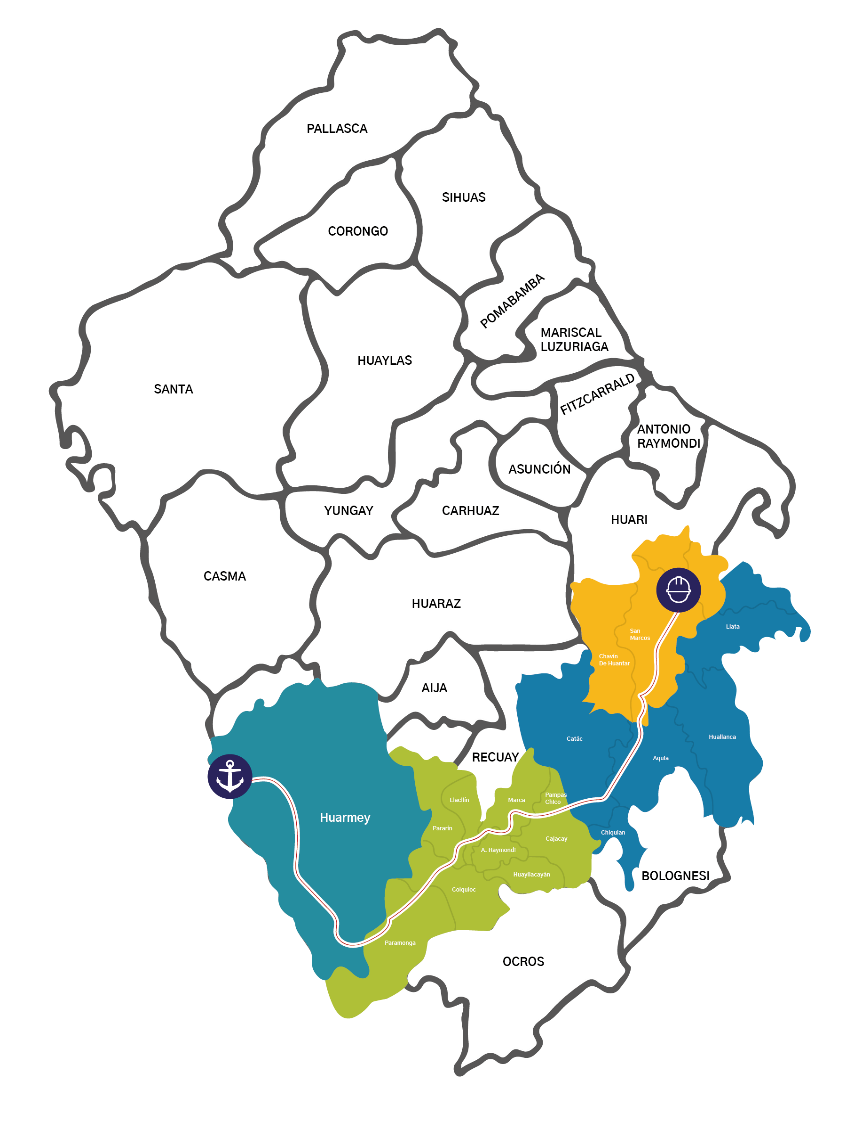 PALLASCA
SIHUAS
CORONGO
POMABAMBA
MARISCAL
LUZURIAGA
HUAYLAS
SANTA
FITZCARRALD
ANTONIO
RAYMONDI
ASUNCIÓN
YUNGAY
CARHUAZ
HUARI
CASMA
HUARAZ
San
Marcos
Llata
Chavín
De Huantar
AIJA
Catác
Huallanca
RECUAY
Aquia
Llacllín
Marca
Pampas
Chico
Huarmey
Pararín
Chiquian
Cajacay
A. Raymondi
Huayllacayán
BOLOGNESI
Colquioc
Paramonga
OCROS